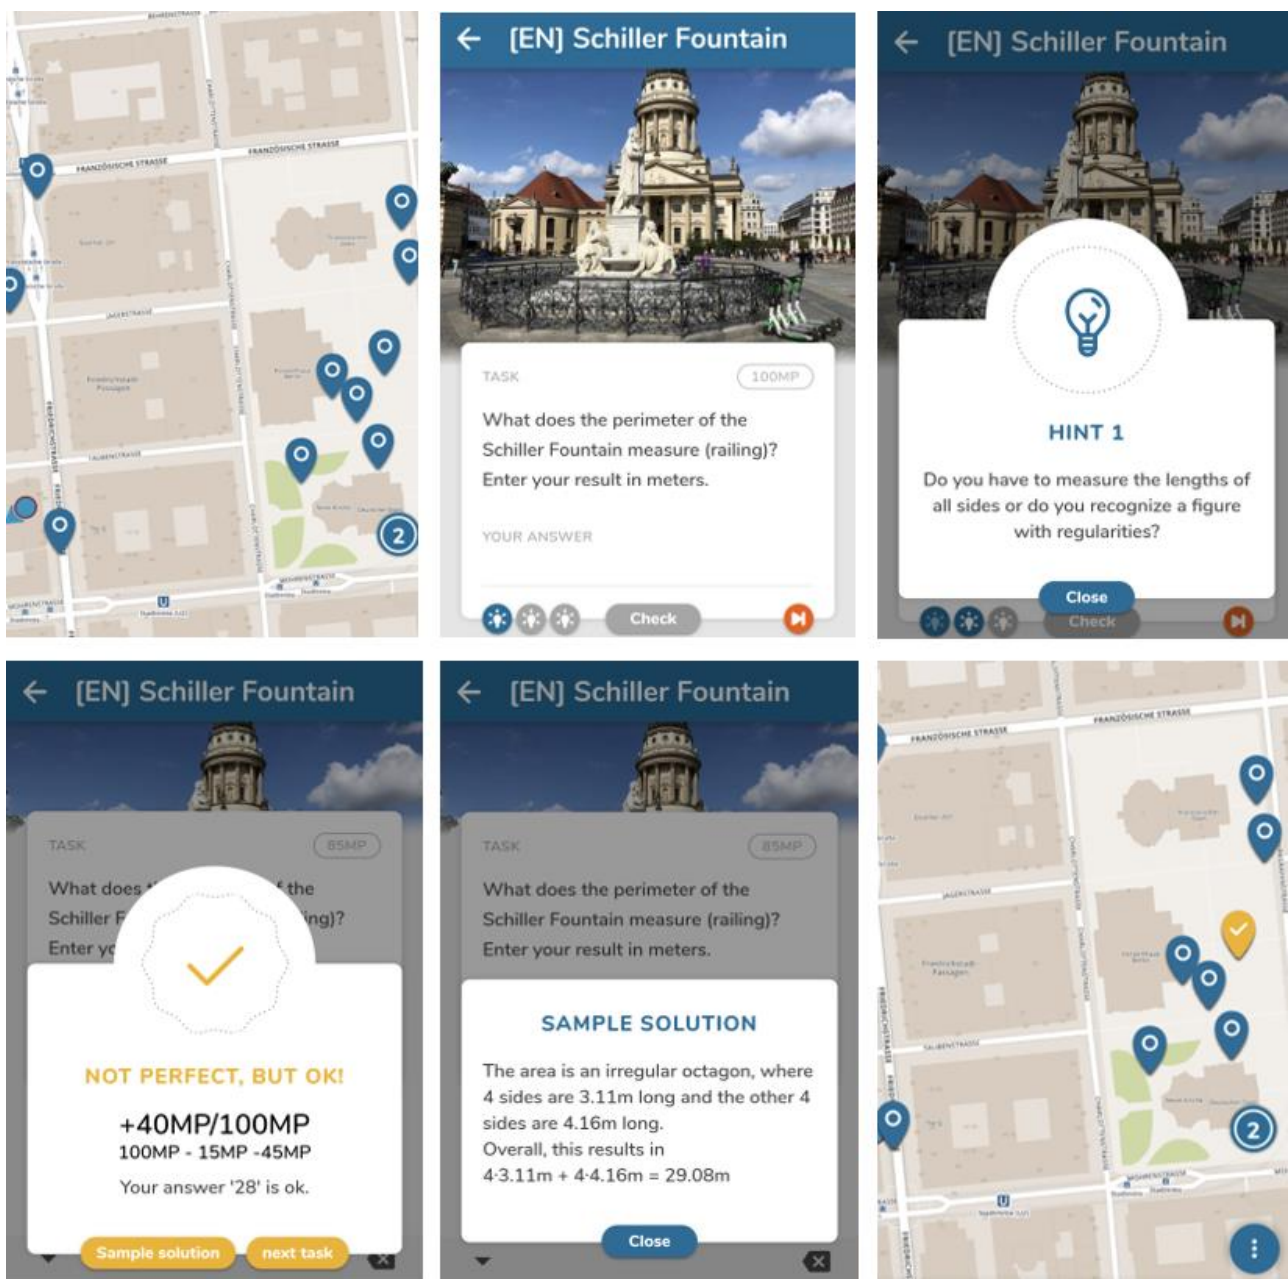 FRANZÖSISCHE STRASSE
FRANZÖSISCHE STRASSE
JÄGERSTRASSE
TAUBENSTRASSE
FRIEDRICHSTRASSE
MOHRENSTRASSE
2
[EN] Schiller Fountain
TASK
100MP
What does the perimeter of the
Schiller Fountain measure (railing)?
Enter your result in meters.
YOUR ANSWER
Check
[EN] Schiller Fountain
HINT 1
Do you have to measure the lengths of
all sides or do you recognize a figure
with regularities?
Close
Check
[EN] Schiller Fountain
TASK
85MP
What does
f the
Schiller F
ing)?
Enter yo
NOT PERFECT, BUT OK!
+40MP/100MP
100MP - 15MP -45MP
Your answer '28' is ok.
Sample solution
next task
[EN] Schiller Fountain
TASK
85MP
What does the perimeter of the
Schiller Fountain measure (railing)?
Enter your result in meters.
SAMPLE SOLUTION
The area is an irregular octagon, where
4 sides are 3.11m long and the other 4
sides are 4.16m long.
Overall, this results in
4·3.11m + 4·4.16m = 29.08m
Close
FRANZÖSISCHE STRASSE
FRANZÖSISCHE STRASSE
JÄGERSTRASSE
TAUBENSTRASSE
FRIEDRICHSTRASSE
MOHRENSTRASSE
2